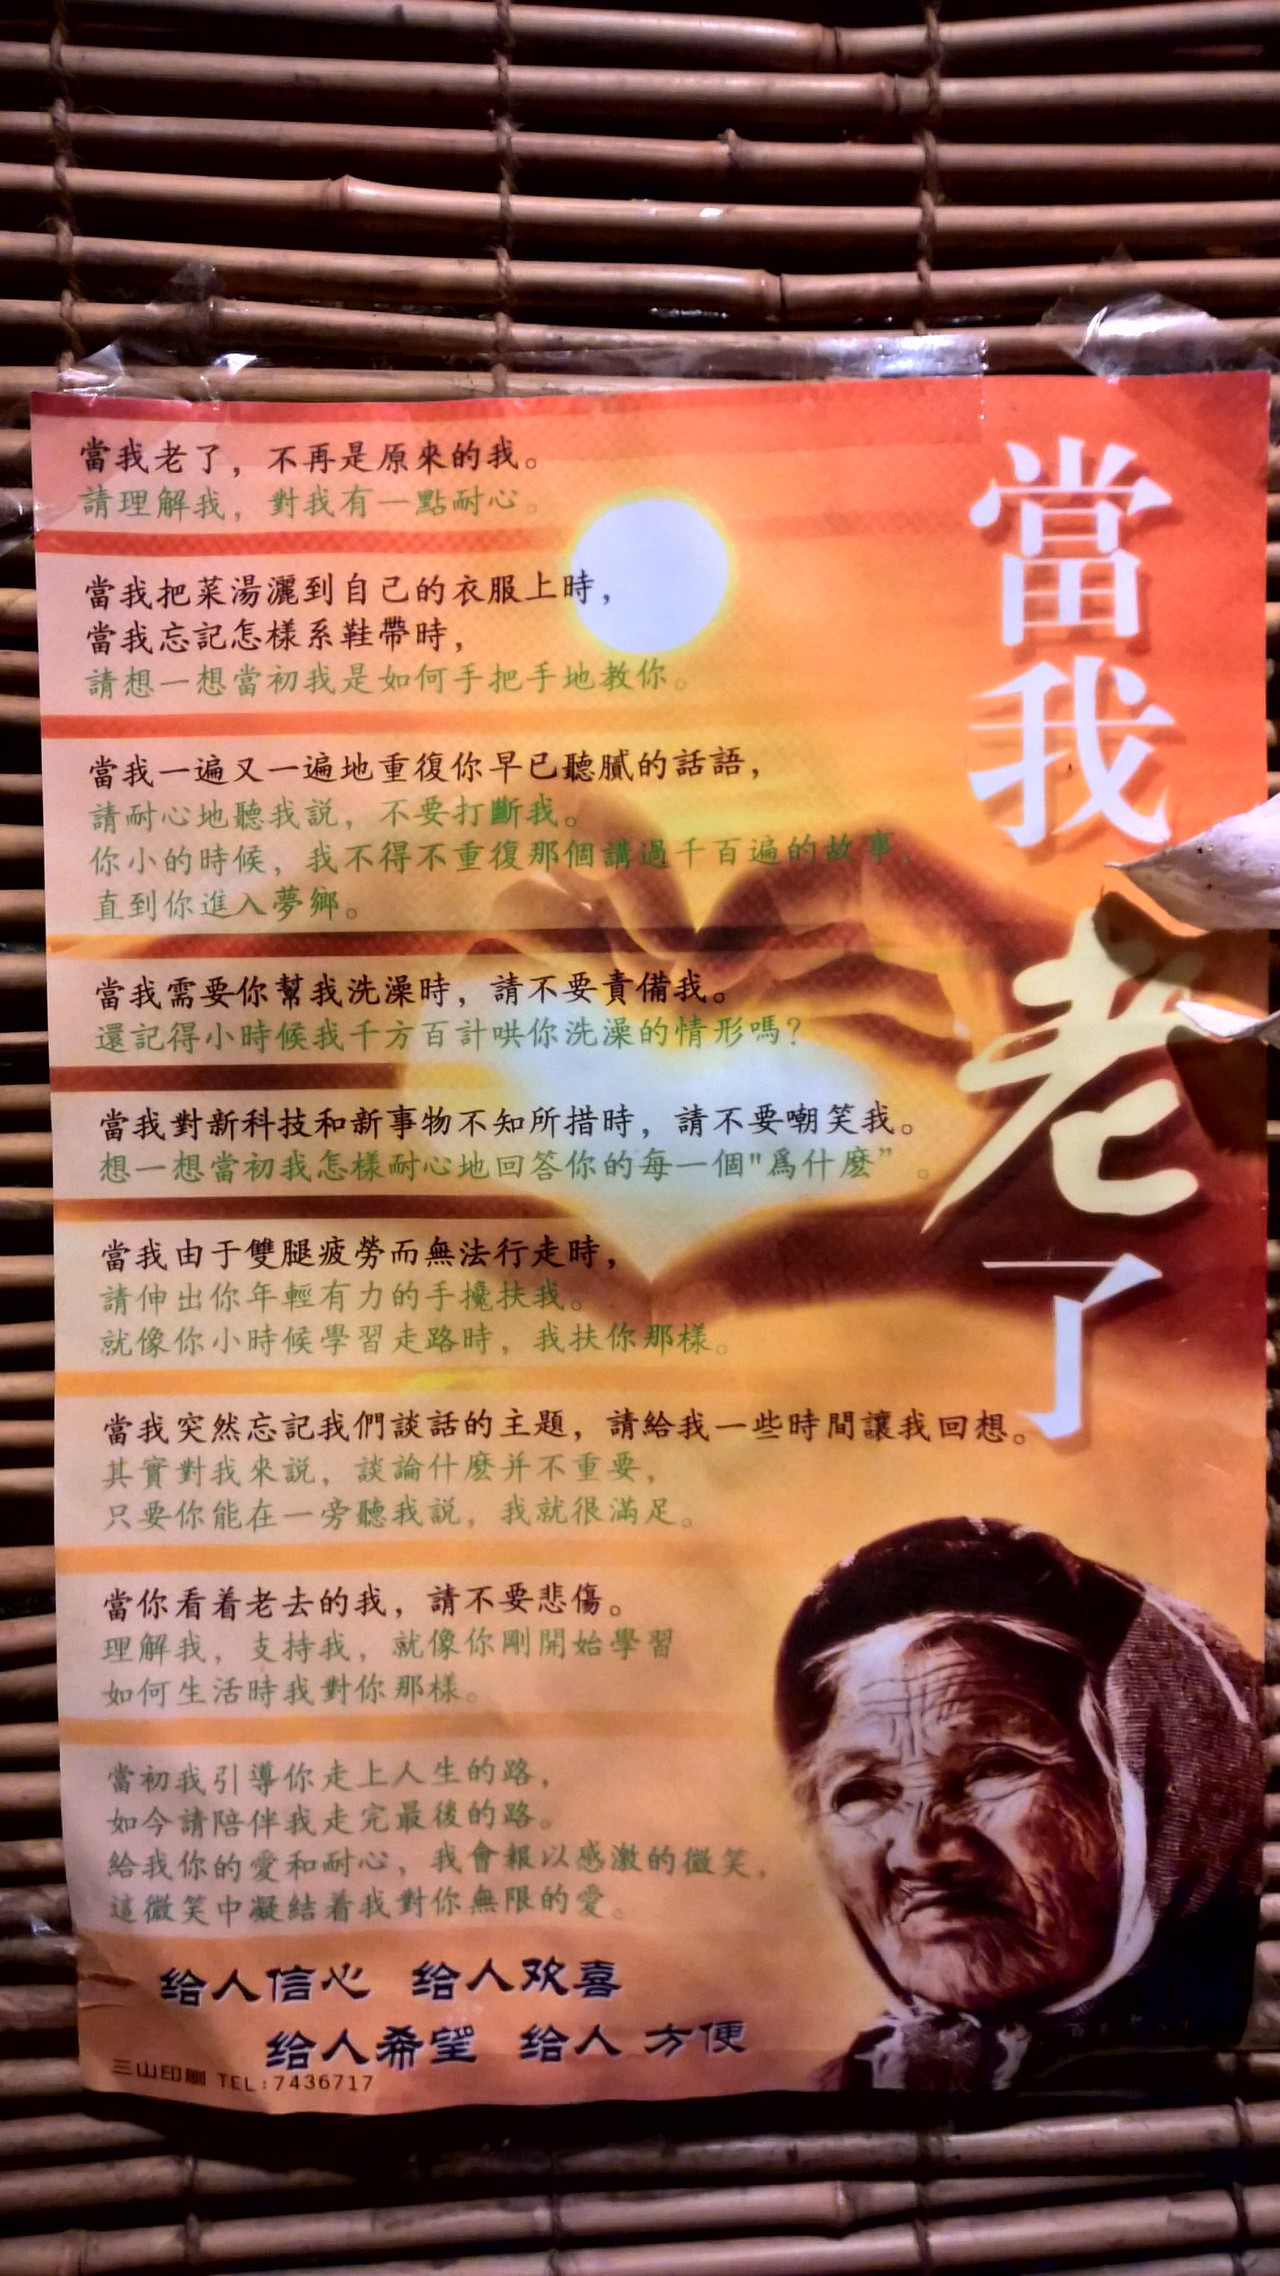 當我老了
當我老了，不再是原來的我。
請理解我，對我有一點耐心。
當我把菜湯灑到自己的衣服上時，
當我忘記怎樣系鞋帶時，
請想一想當初我是如何手把手地教你。
當我一遍又一遍地重復你早已聽膩的話語，
請耐心地聽我説，不要打斷我。
你小的時候，我不得不重復那個講過千百遍的故事，
直到你進入夢鄉。
當我需要你幫我洗澡時，請不要責備我。
還記得小時候我千方百計哄你洗澡的情形嗎？
當我對新科技和新事物不知所措時，請不要嘲笑我。
想一想當初我怎樣耐心地回答你的每一個"爲什麽”。
當我由于雙腿疲勞而無法行走時，
請伸出你年輕有力的手攙扶我。
就像你小時候學習走路時，我扶你那樣。
當我突然忘記我們談話的主題，請給我一些時間讓我回想。
其實對我來説，談論什麽并不重要，
只要你能在一旁聽我説，我就很滿足。
當你看着老去的我，請不要悲傷。
理解我，支持我，就像你剛開始學習
如何生活時我對你那樣。
當初我引導你走上人生的路，
如今請陪伴我走完最後的路。
給我你的愛和耐心，我會報以感激的微笑，
這微笑中凝結着我對你無限的愛。
给人信心 给人欢喜
给人希望 给人方便
三山印刷 TEL:7436717